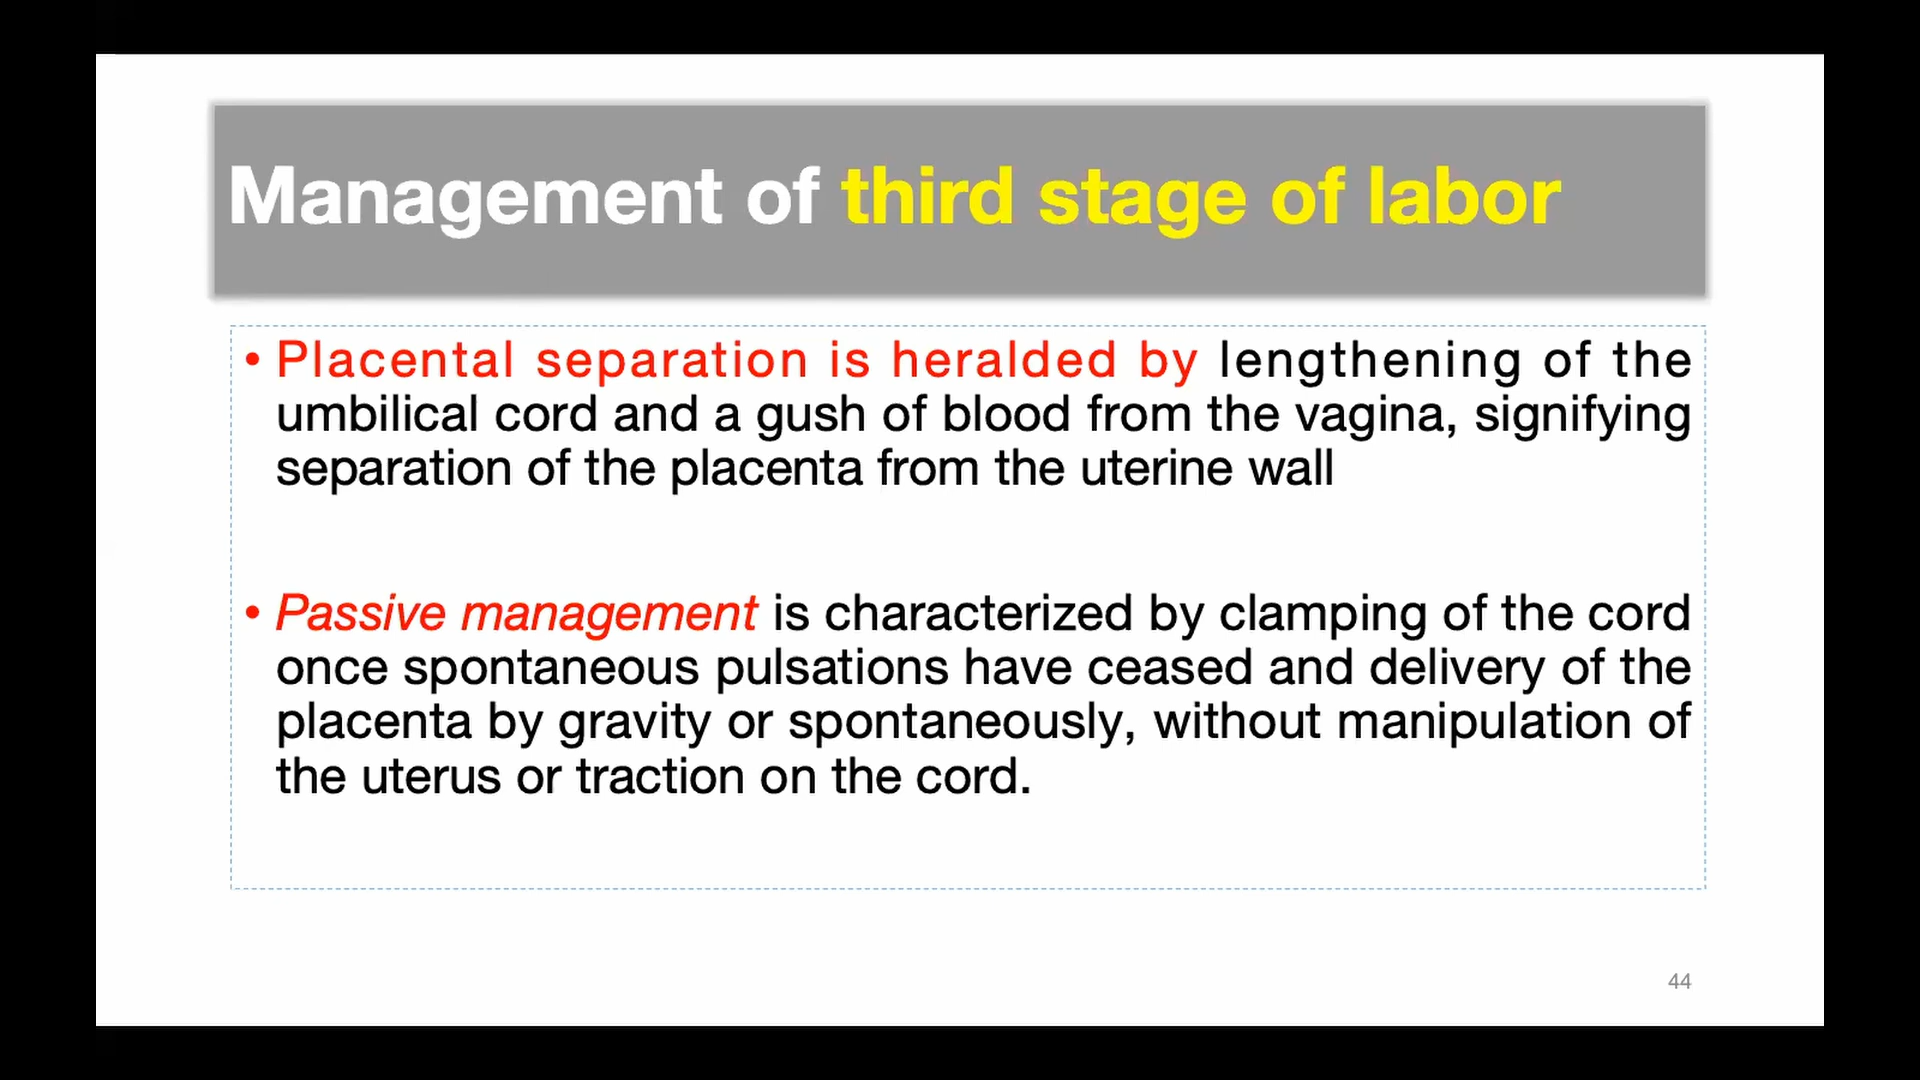 Management of third stage of labor
• Placental separation is heralded by lengthening of the
umbilical cord and a gush of blood from the vagina, signifying
separation of the placenta from the uterine wall
• Passive management is characterized by clamping of the cord
once spontaneous pulsations have ceased and delivery of the
placenta by gravity or spontaneously, without manipulation of
the uterus or traction on the cord.
44